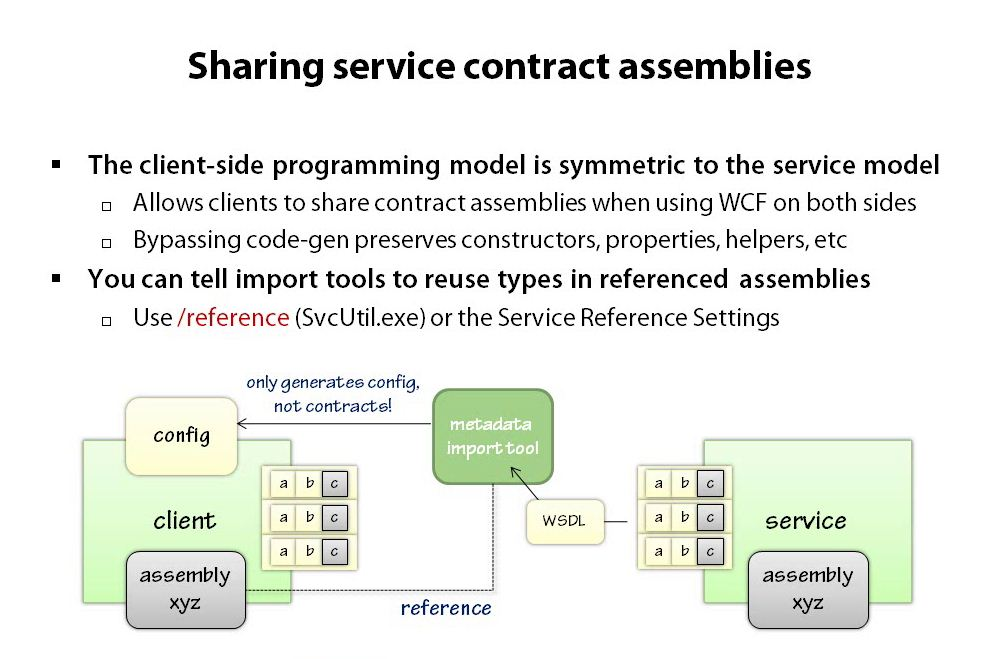 Sharing service contract assemblies
▪ The client-side programming model is symmetric to the service model
□ Allows clients to share contract assemblies when using WCF on both sides
□ Bypassing code-gen preserves constructors, properties, helpers, etc
▪ You can tell import tools to reuse types in referenced assemblies
□ Use /reference (SvcUtil.exe) or the Service Reference Settings
only generates config,
not contracts!
config
metadata
import tool
client
a b c
a b c
a b c
assembly
xyz
reference
WSDL
a b c
a b c
a b c
service
assembly
xyz